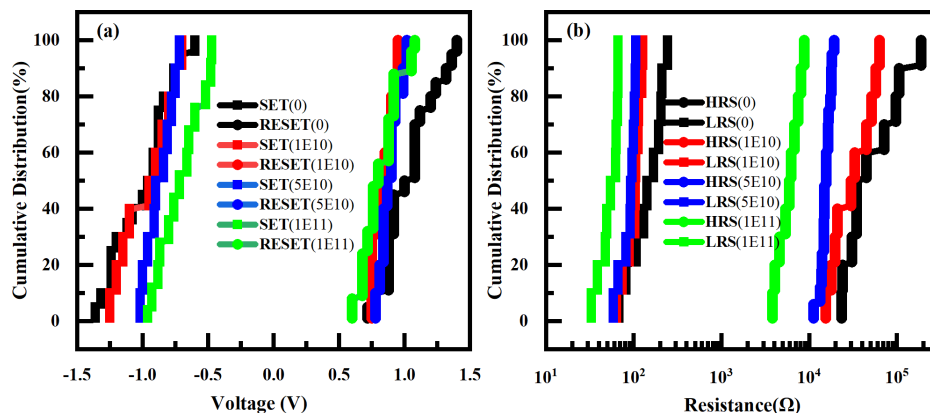 (a)
Cumulative Distribution(%)
100
80
60
40
20
0
SET(0)
RESET(0)
SET(1E10)
RESET(1E10)
SET(5E10)
RESET(5E10)
SET(1E11)
RESET(1E11)
-1.5 -1.0 -0.5 0.0 0.5 1.0 1.5
Voltage (V)
(b)
Cumulative Distribution(%)
100
80
60
40
20
0
HRS(0)
LRS(0)
HRS(1E10)
LRS(1E10)
HRS(5E10)
LRS(5E10)
HRS(1E11)
LRS(1E11)
10¹ 10² 10³ 10⁴ 10⁵
Resistance(Ω)